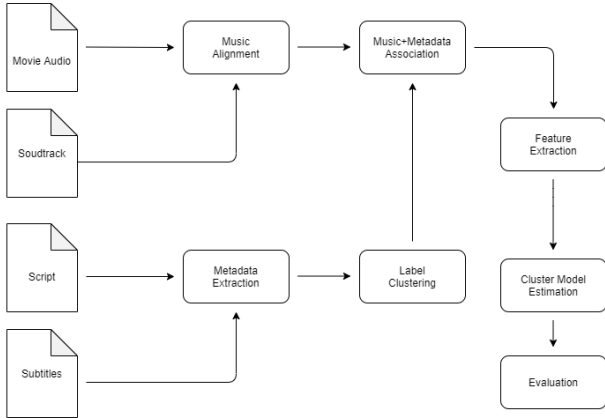 Movie Audio
Music
Alignment
Music+Metadata
Association
Soudtrack
Feature
Extraction
Script
Metadata
Extraction
Label
Clustering
Cluster Model
Estimation
Subtitles
Evaluation